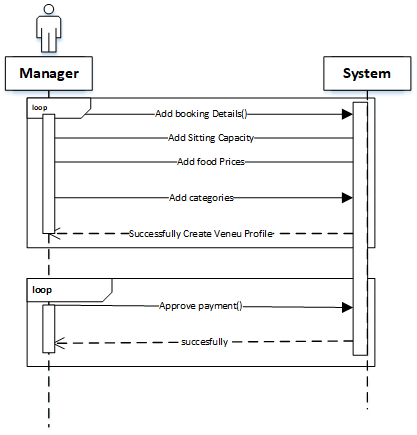 Manager
System
loop
Add booking Details()
Add Sitting Capacity
Add food Prices
Add categories
Successfully Create Veneu Profile
loop
Approve payment()
succesfully